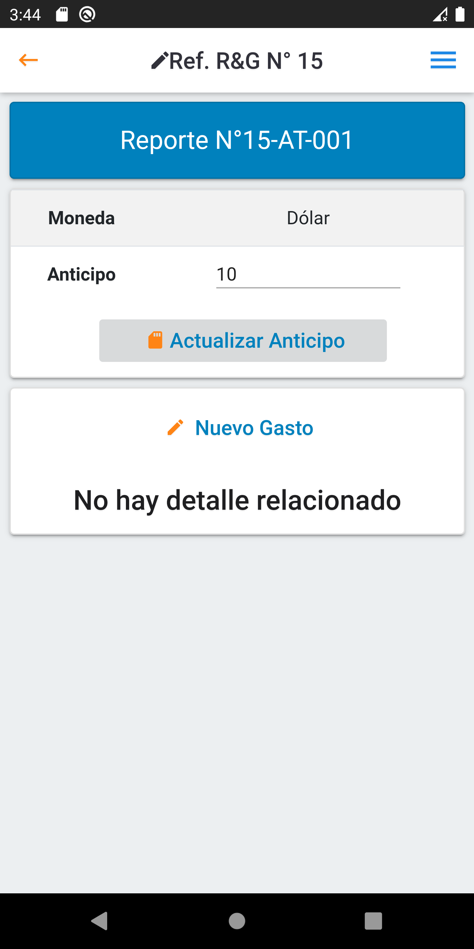 3:44
Ref. R&G N° 15
Reporte N°15-AT-001
Moneda Dólar
Anticipo 10
Actualizar Anticipo
Nuevo Gasto
No hay detalle relacionado